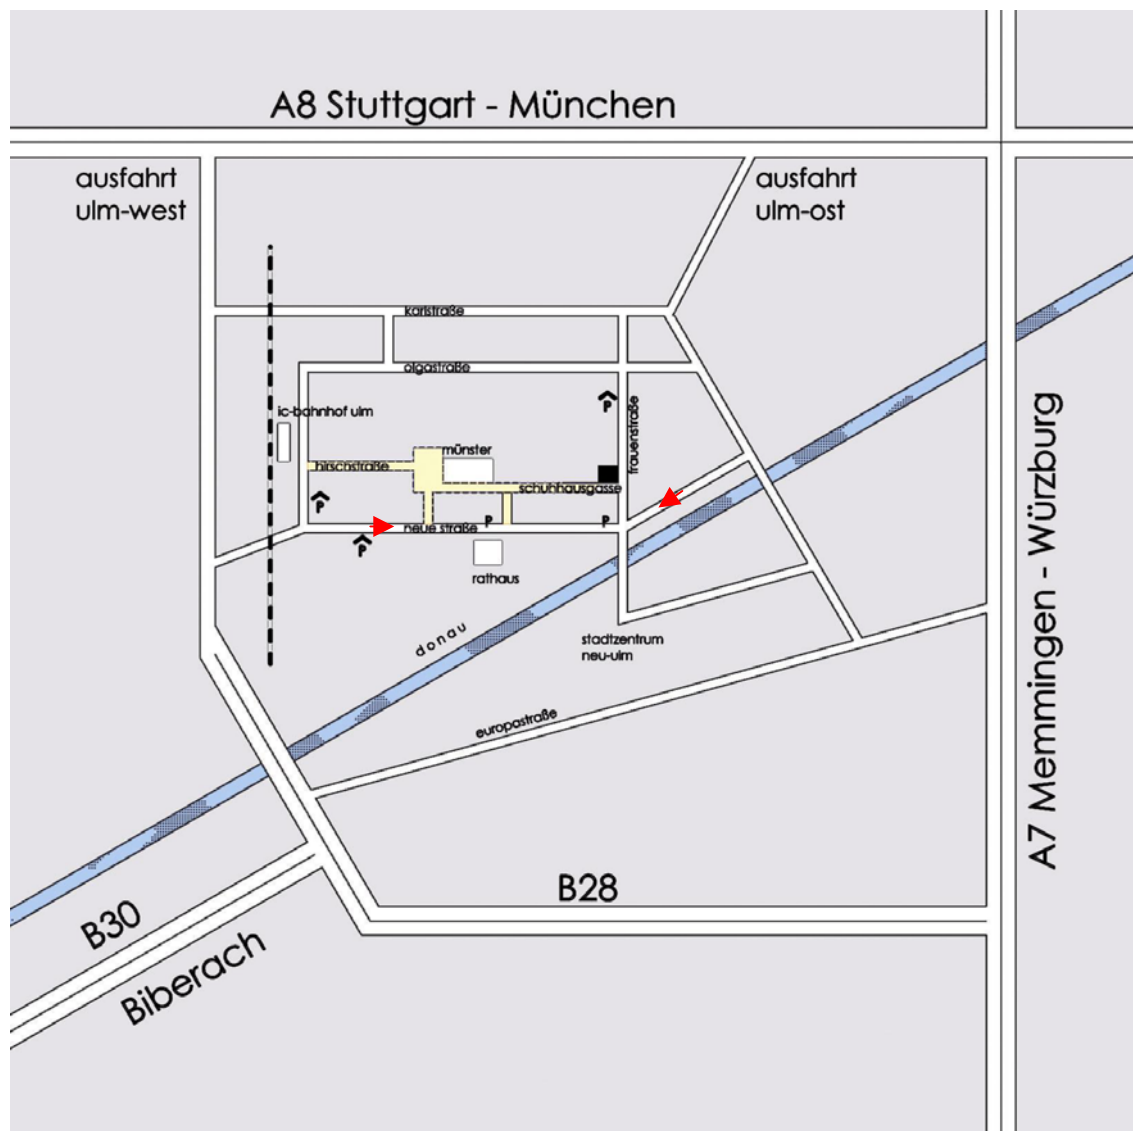 A8 Stuttgart - München
ausfahrt
ulm-west
ausfahrt
ulm-ost
karlstraße
olgastraße
ic-bahnhof ulm
P
frauenstraße
münster
hirschstraße
schuhhausgasse
P
P
P
neue straße
P
rathaus
donau
stadtzentrum
neu-ulm
europastraße
A7 Memmingen - Würzburg
B28
B30
Biberach